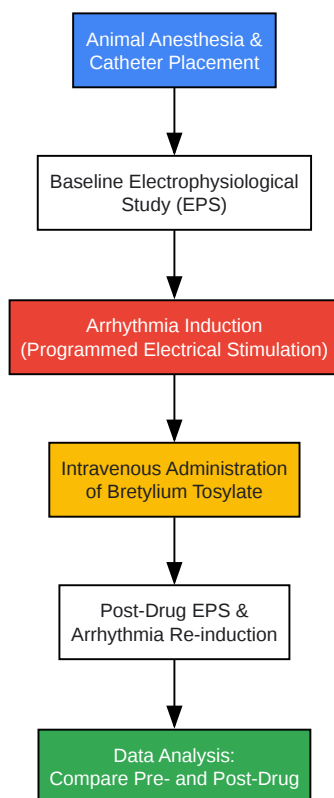 Animal Anesthesia &
Catheter Placement
Baseline Electrophysiological
Study (EPS)
Arrhythmia Induction
(Programmed Electrical Stimulation)
Intravenous Administration
of Bretylium Tosylate
Post-Drug EPS &
Arrhythmia Re-induction
Data Analysis:
Compare Pre- and Post-Drug